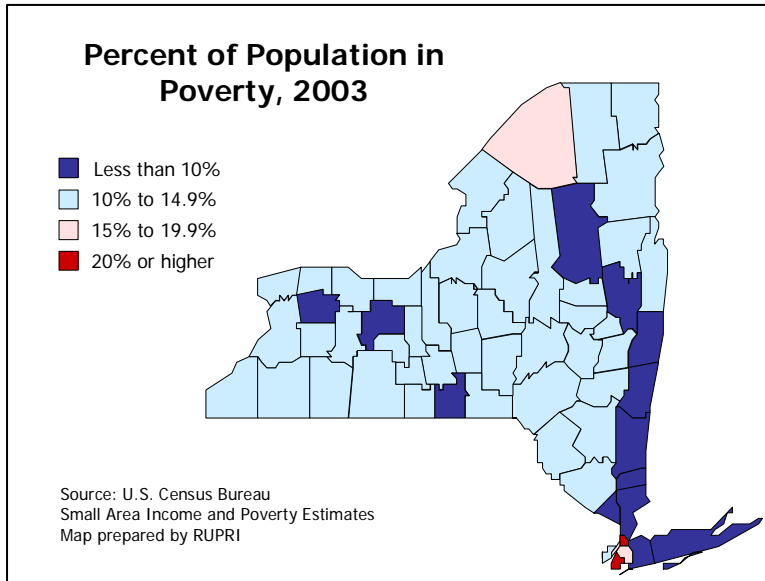 Percent of Population in
Poverty, 2003
Less than 10%
10% to 14.9%
15% to 19.9%
20% or higher
Source: U.S. Census Bureau
Small Area Income and Poverty Estimates
Map prepared by RUPRI